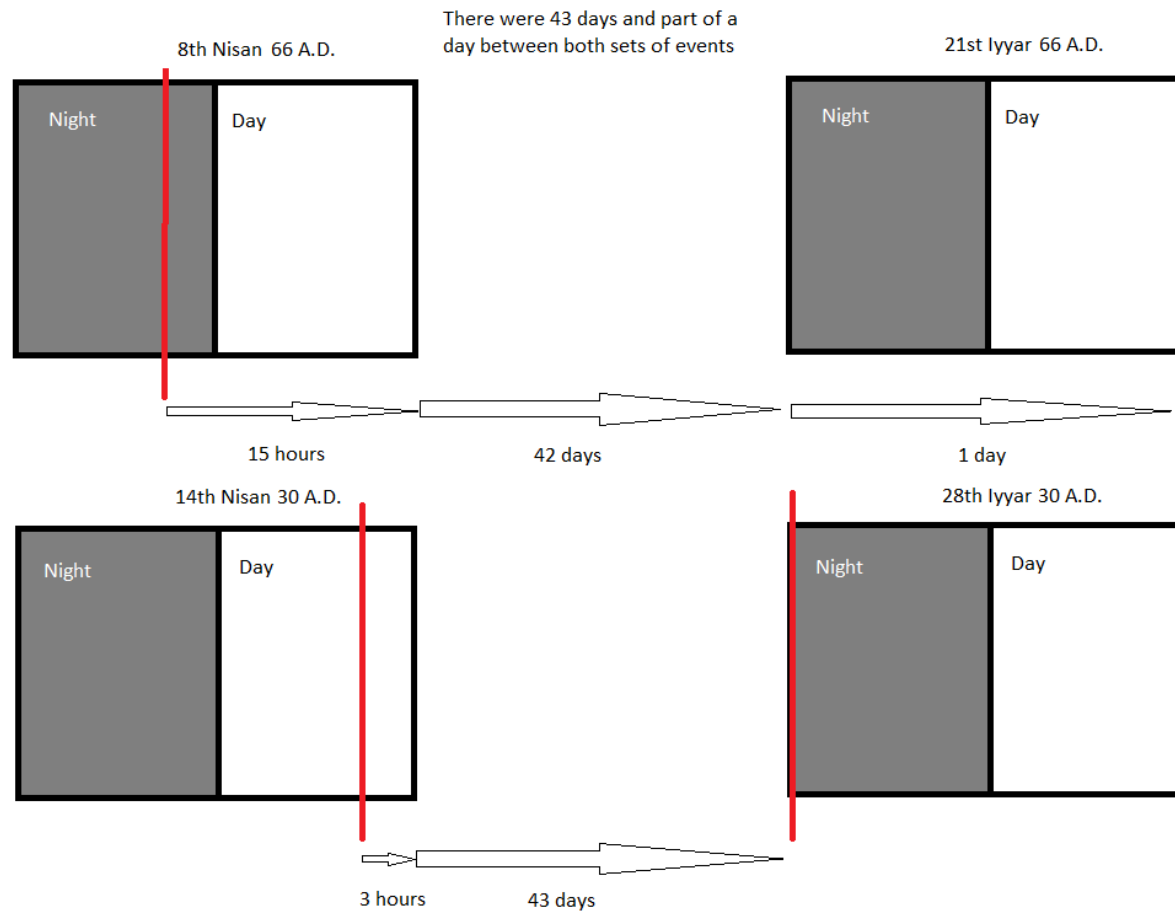 There were 43 days and part of a
day between both sets of events
8th Nisan 66 A.D.
21st Iyyar 66 A.D.
Night
Day
Night
Day
15 hours
42 days
1 day
14th Nisan 30 A.D.
28th Iyyar 30 A.D.
Night
Day
Night
Day
3 hours
43 days